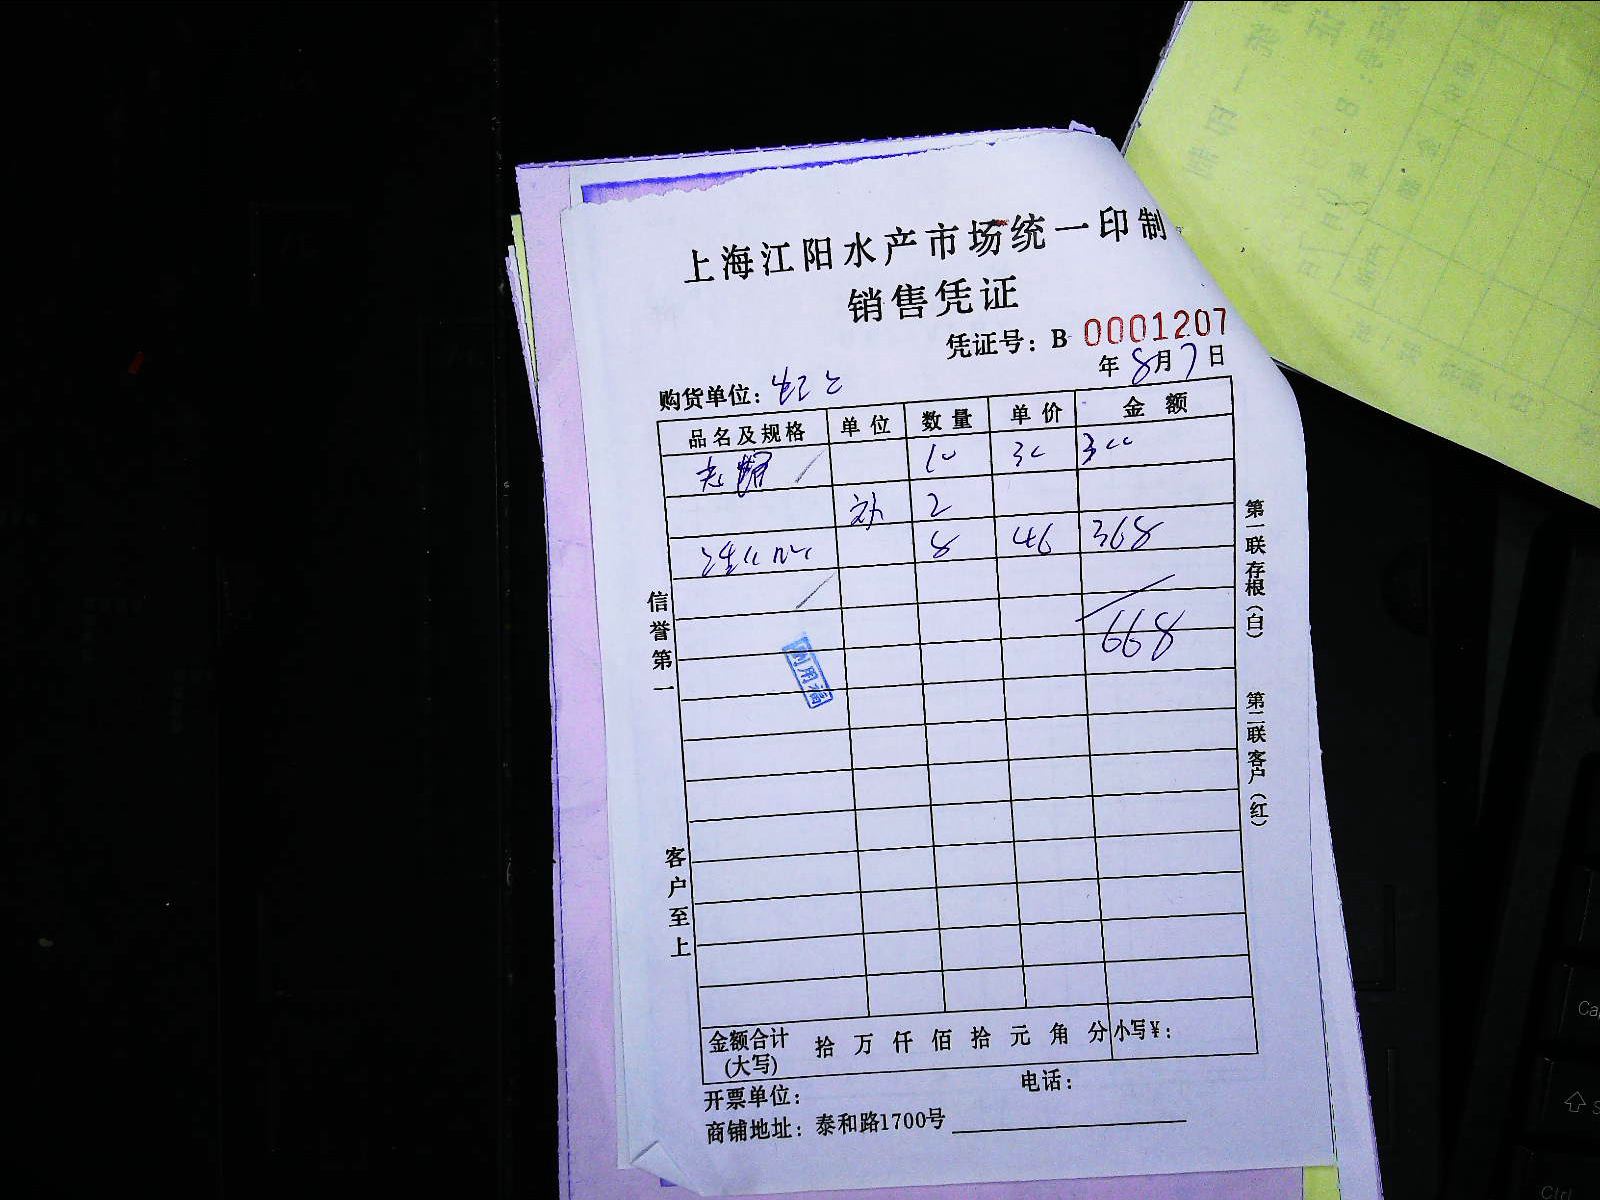 上海江阳水产市场统一印制
销售凭证
凭证号：B 0001207
年 8月7日
购货单位：
品名及规格 单位 数量 单价 金额
10 30 300
对 2
8 46 368
668
信誉第一
客户至上
第一联存根（白）
第二联客户（红）
金额合计(大写) 拾 万 仟 佰 拾 元 角 分 小写¥：
开票单位： 电话：
商铺地址：泰和路1700号